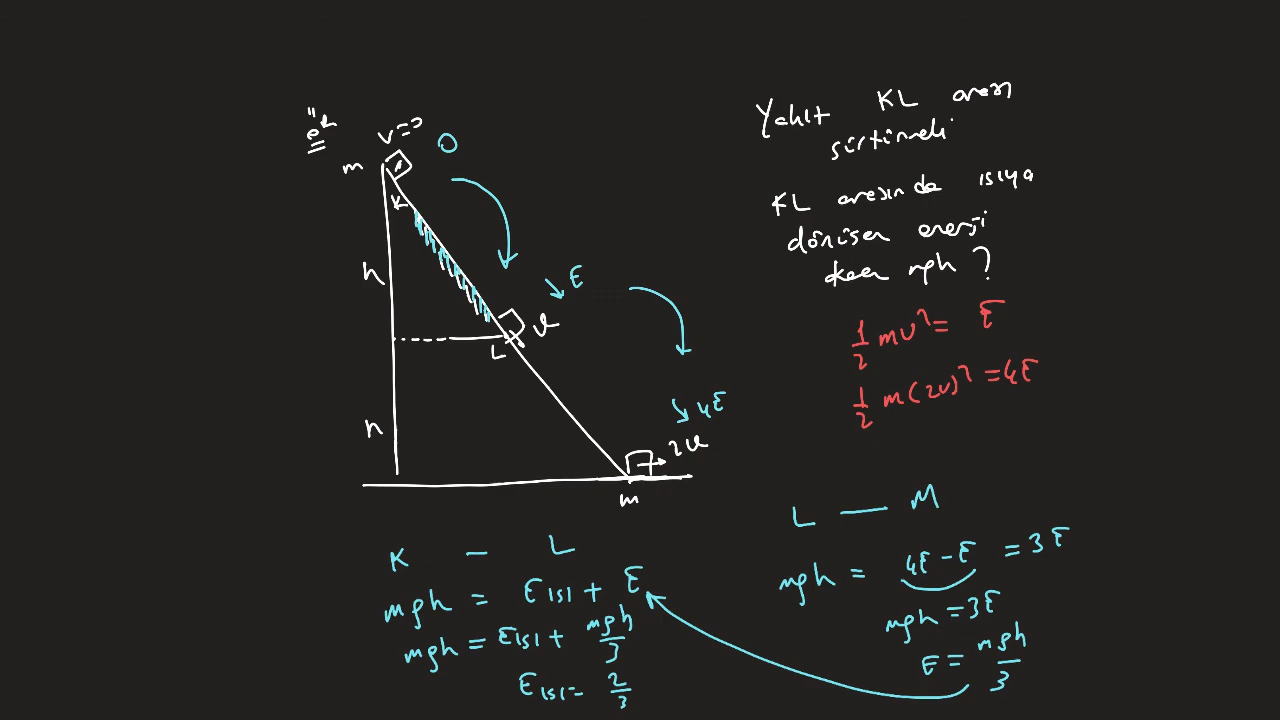 Yalnız KL arası
sürtünmeli
KL arasında ısıya
dönüşen enerji
kaç mgh ?
"ek
V=0
O
m
K
h
E
v
L
4E
h
2v
m
1/2 mv² = E
1/2 m(2v)² = 4E
K - L
mgh = Eısı + E
mgh = Eısı + mgh/3
Eısı = 2/3
L — M
mgh = 4E - E = 3E
mgh = 3E
E = mgh/3